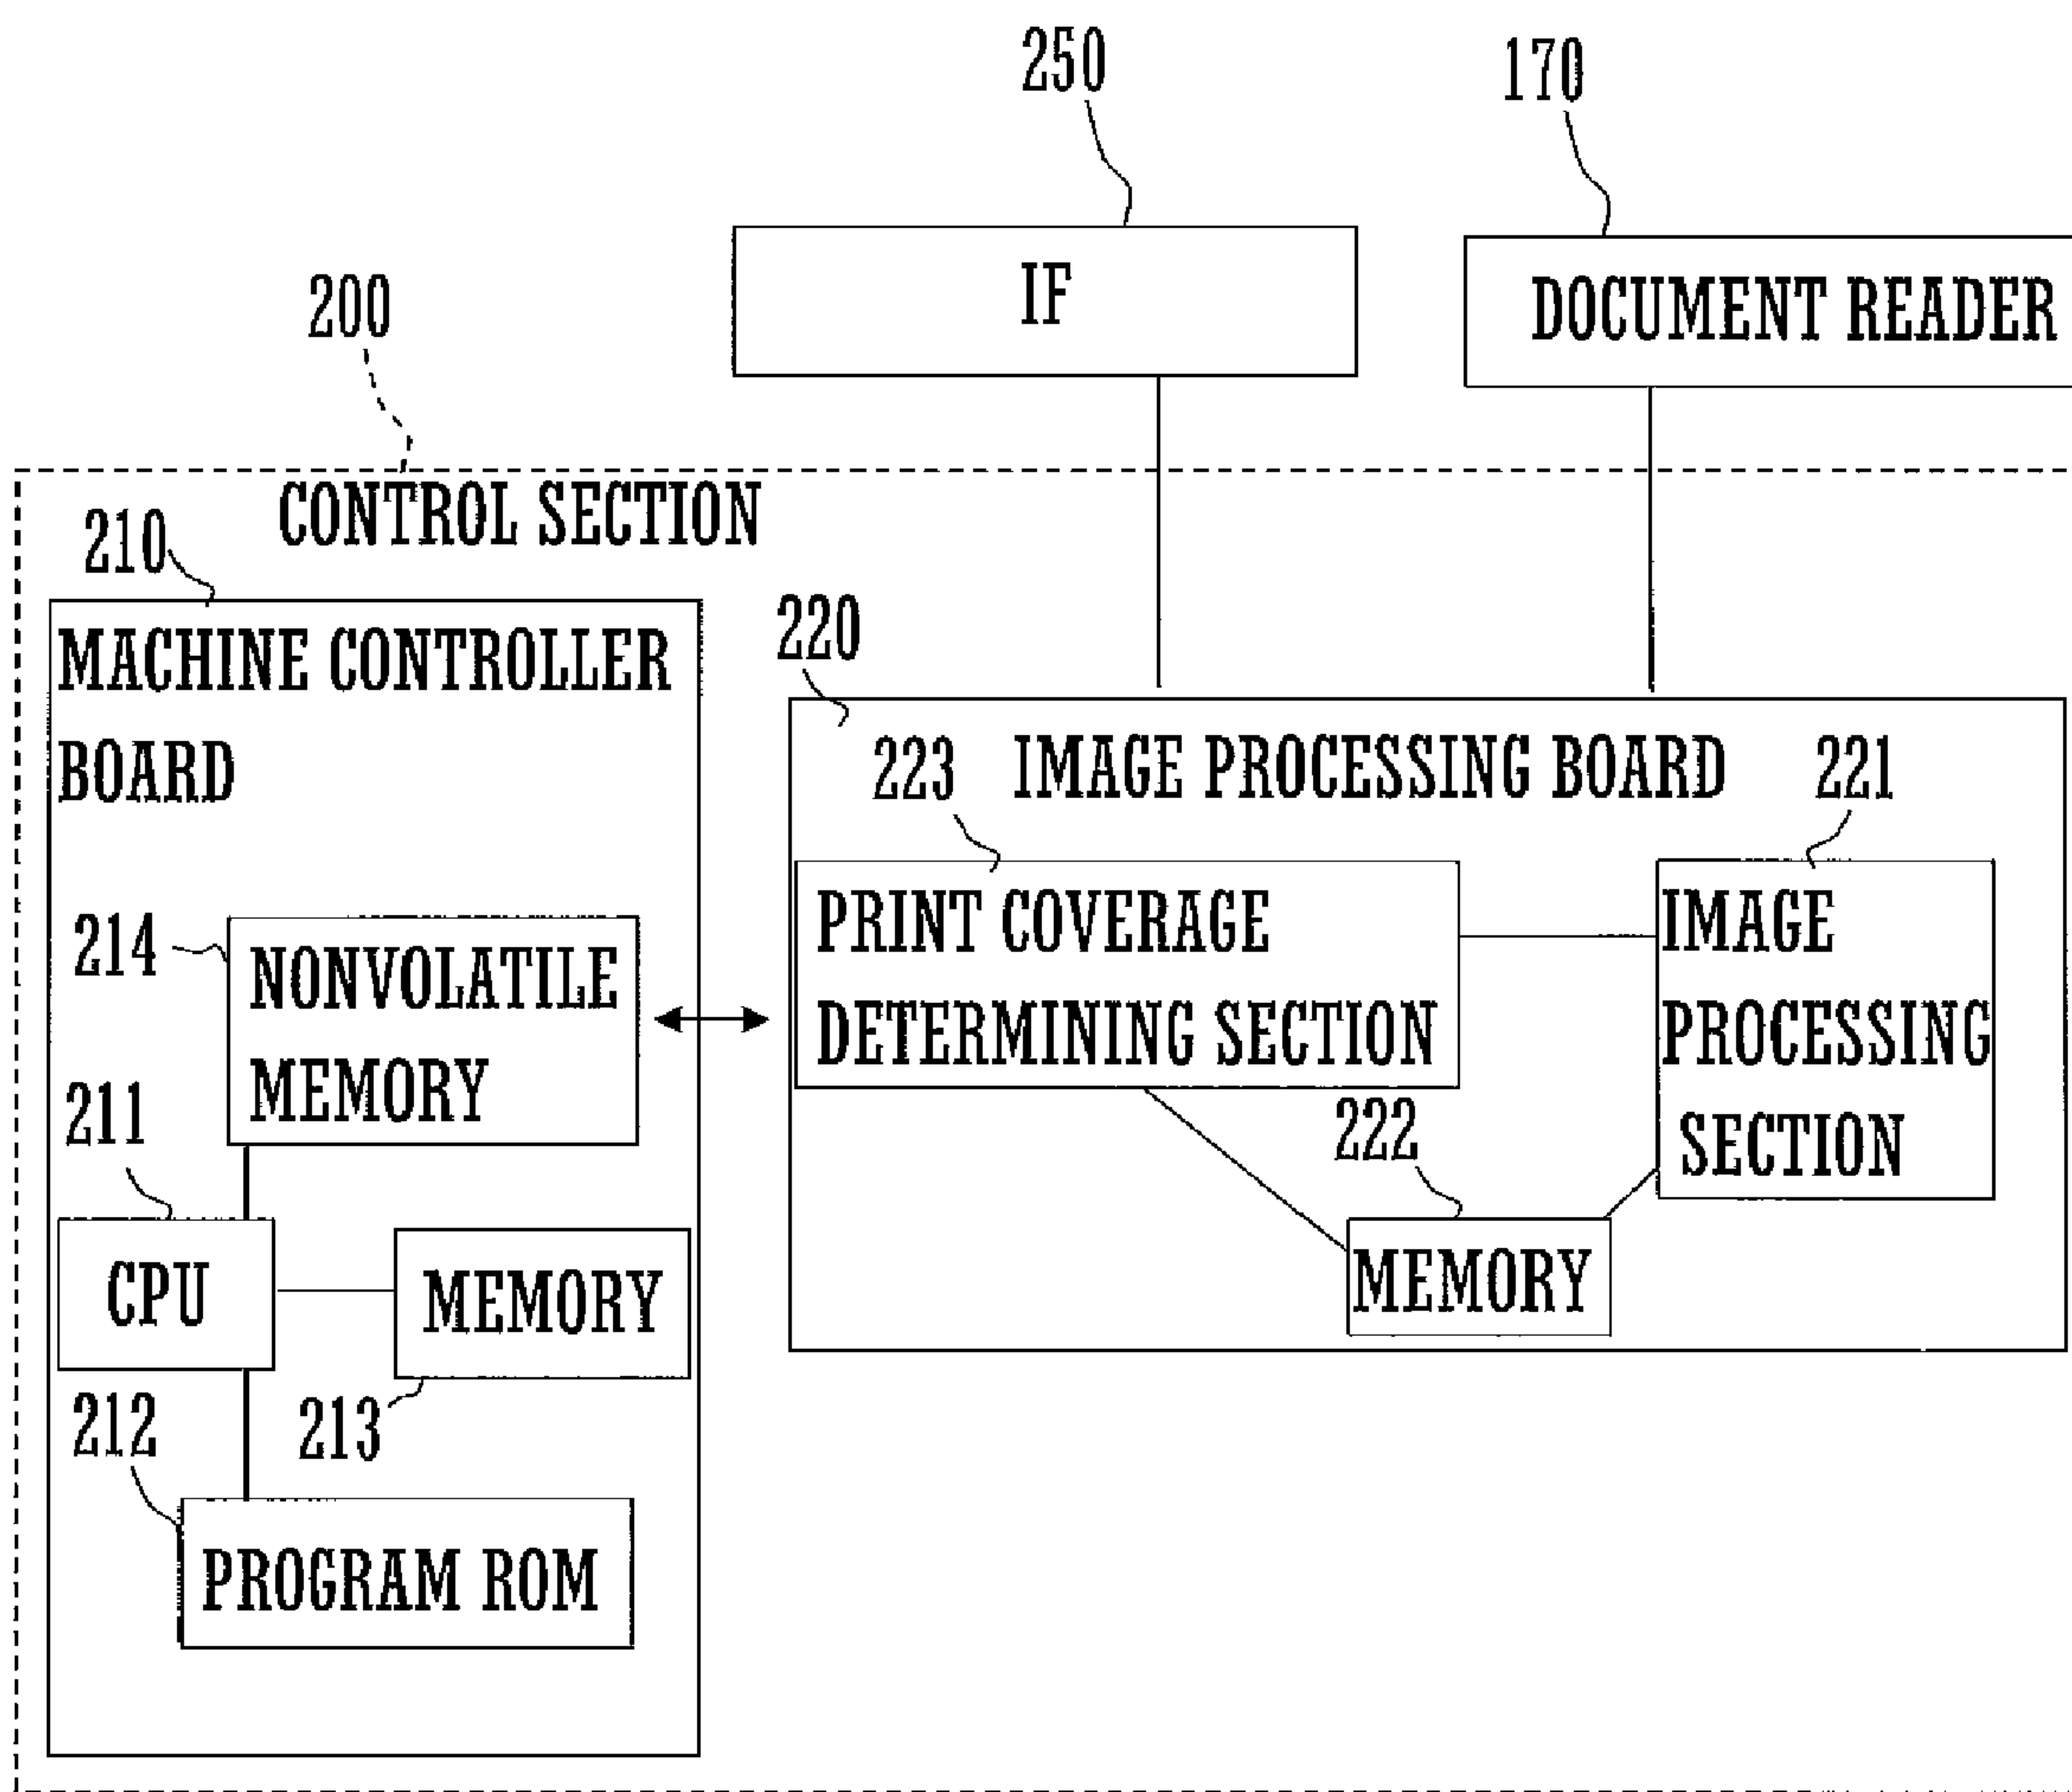 250
170
IF
DOCUMENT READER
200
CONTROL SECTION
210
MACHINE CONTROLLER
BOARD
220
223
IMAGE PROCESSING BOARD
221
PRINT COVERAGE
DETERMINING SECTION
IMAGE
PROCESSING
SECTION
214
NONVOLATILE
MEMORY
222
MEMORY
211
CPU
MEMORY
212
213
PROGRAM ROM